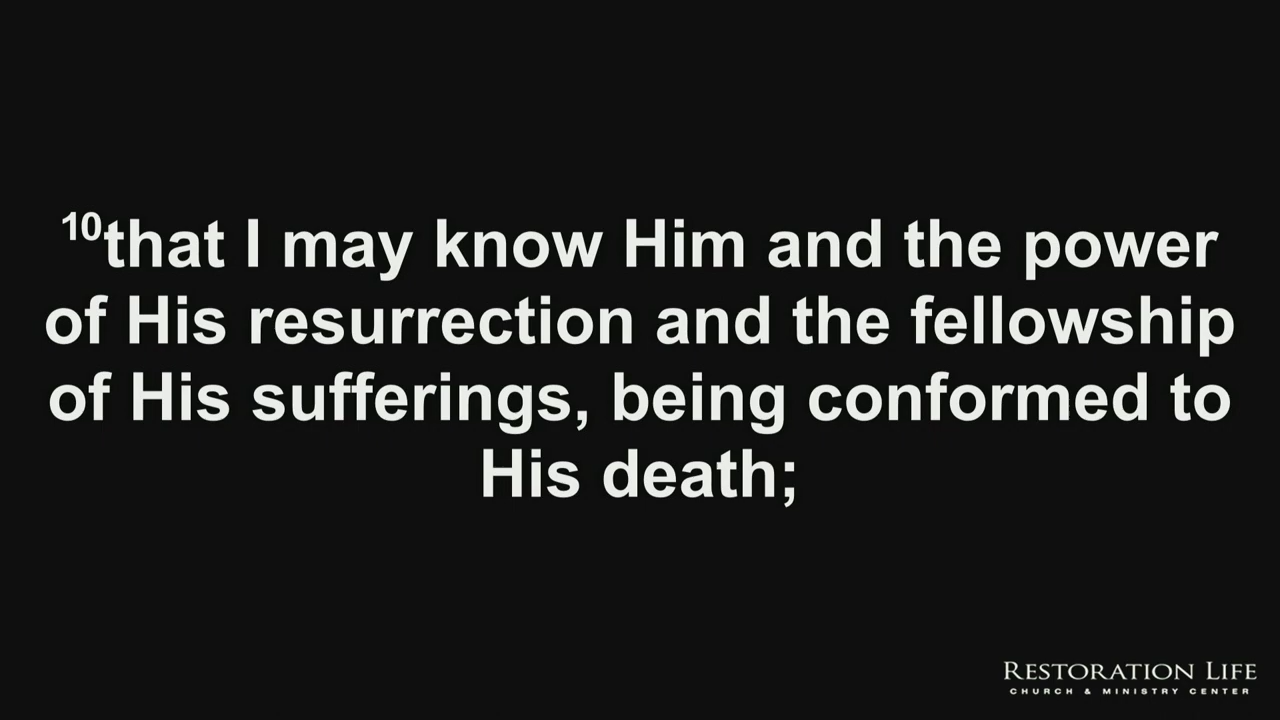 10that I may know Him and the power
of His resurrection and the fellowship
of His sufferings, being conformed to
His death;
RESTORATION LIFE
CHURCH & MINISTRY CENTER